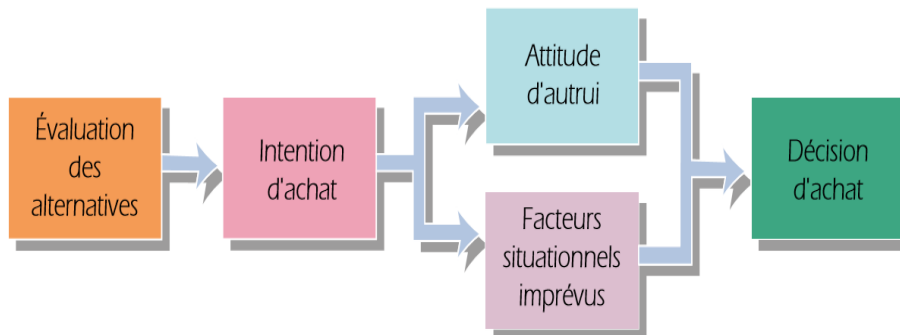 Évaluation
des
alternatives
Intention
d'achat
Attitude
d'autrui
Facteurs
situationnels
imprévus
Décision
d'achat